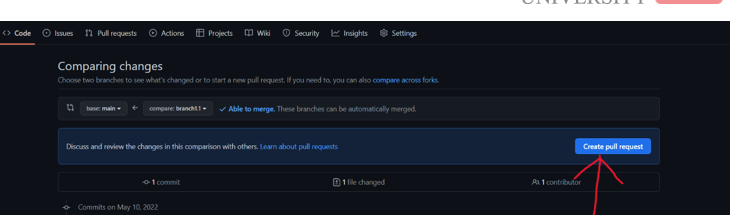 UNIVERSITY
Code Issues Pull requests Actions Projects Wiki Security Insights Settings
Comparing changes
Choose two branches to see what's changed or to start a new pull request. If you need to, you can also compare across forks.
base: main compare: branch1.1 Able to merge. These branches can be automatically merged.
Discuss and review the changes in this comparison with others. Learn about pull requests Create pull request
1 commit 1 file changed 1 contributor
Commits on May 10, 2022